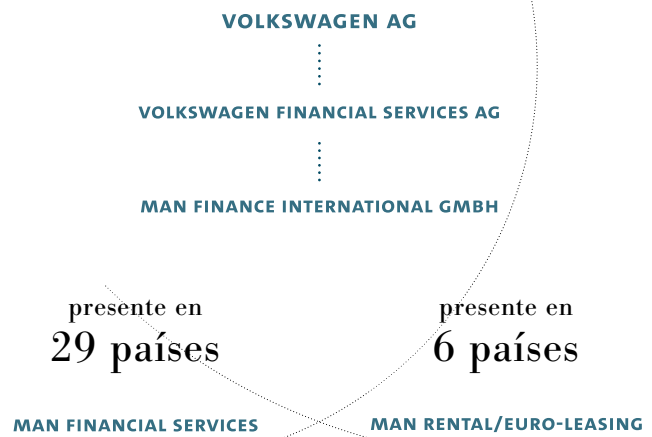 VOLKSWAGEN AG
VOLKSWAGEN FINANCIAL SERVICES AG
MAN FINANCE INTERNATIONAL GMBH
presente en
29 países
MAN FINANCIAL SERVICES
presente en
6 países
MAN RENTAL/EURO-LEASING